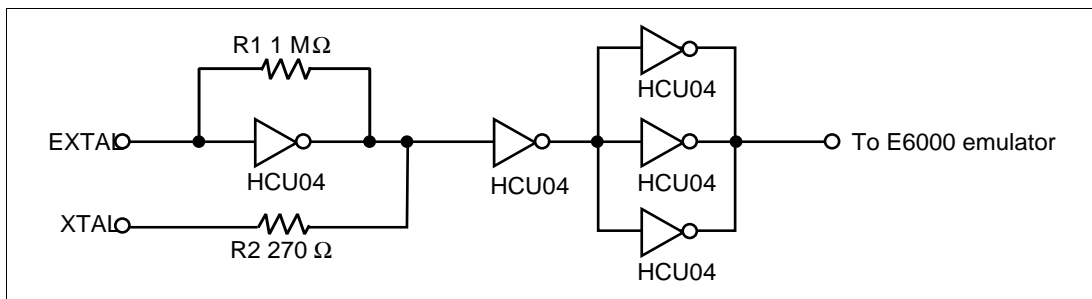 R1 1 MΩ
HCU04
EXTAL
HCU04
HCU04
HCU04
To E6000 emulator
HCU04
XTAL
R2 270 Ω
HCU04